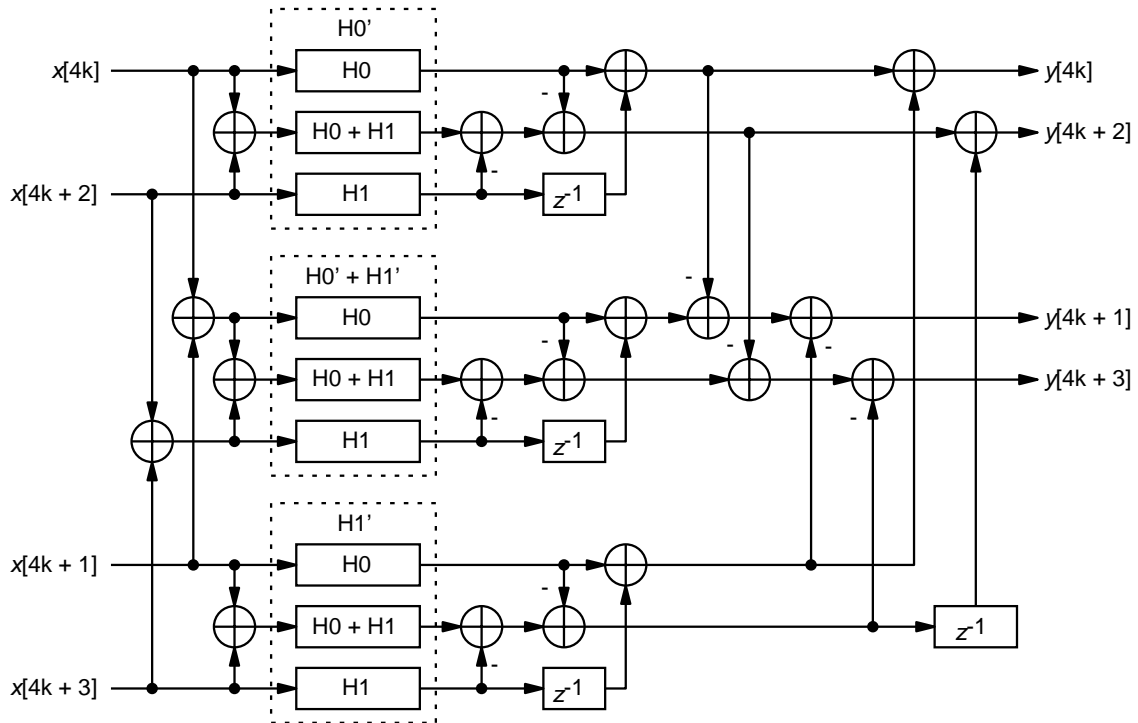 H0’
x[4k]
H0
y[4k]
-
H0 + H1
y[4k + 2]
x[4k + 2]
H1
-
z-1
H0’ + H1’
-
H0
y[4k + 1]
-
-
-
H0 + H1
y[4k + 3]
-
H1
-
z-1
H1’
x[4k + 1]
H0
-
H0 + H1
z-1
x[4k + 3]
H1
-
z-1